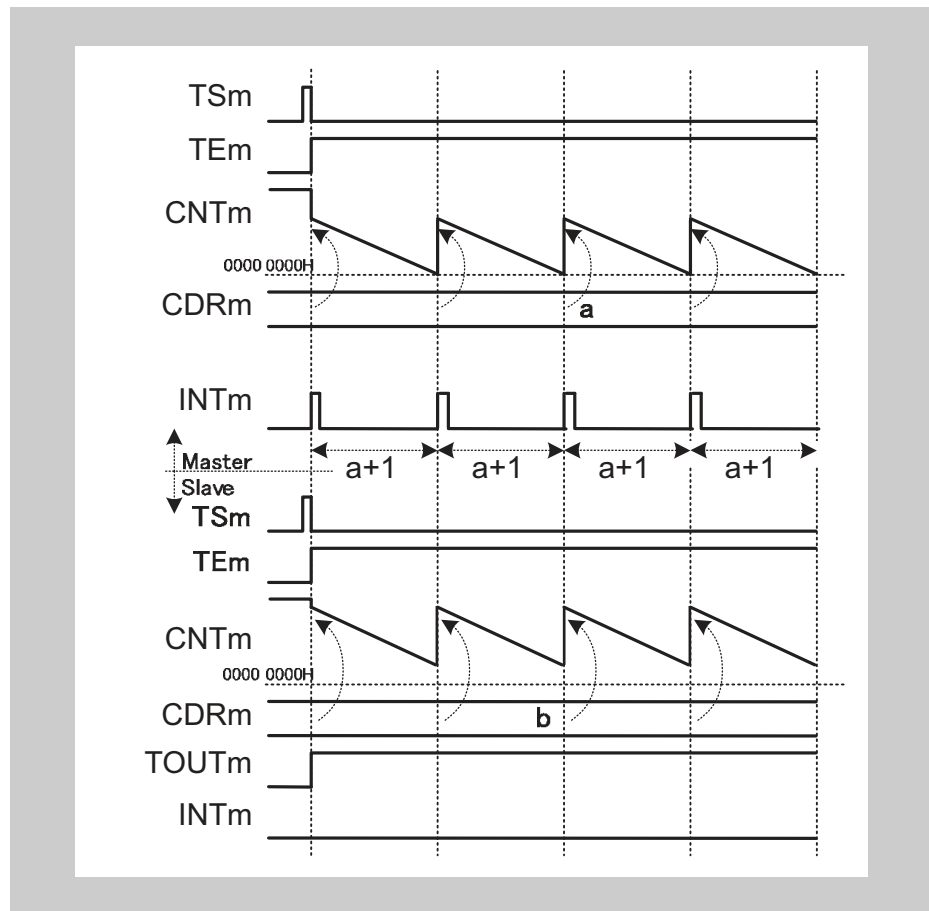 TSm
TEm
CNTm
0000 0000H
CDRm
a
INTm
a+1 a+1 a+1 a+1
Master
Slave
TSm
TEm
CNTm
0000 0000H
CDRm
b
TOUTm
INTm